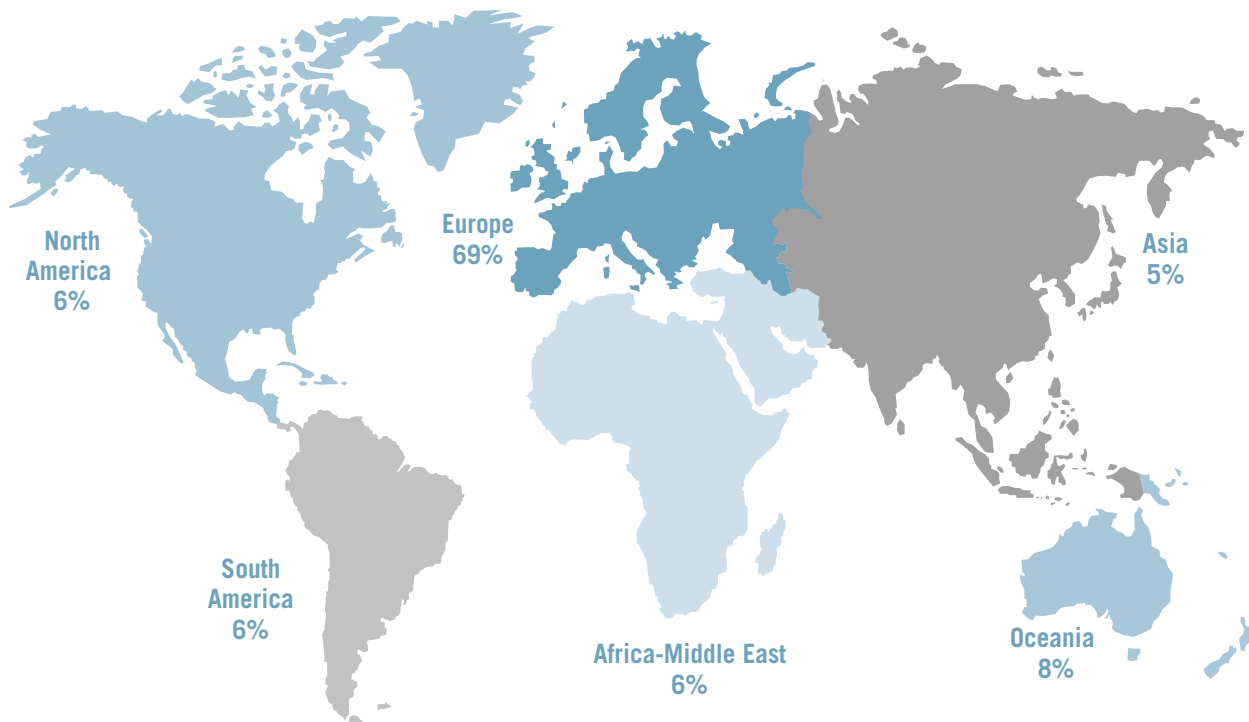 North
America
6%
Europe
69%
Asia
5%
South
America
6%
Africa-Middle East
6%
Oceania
8%